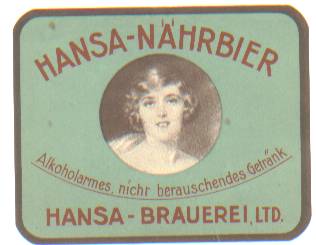 HANSA-NÄHRBIER
Alkoholarmes, nicht berauschendes Getränk
HANSA-BRAUEREI, LTD.